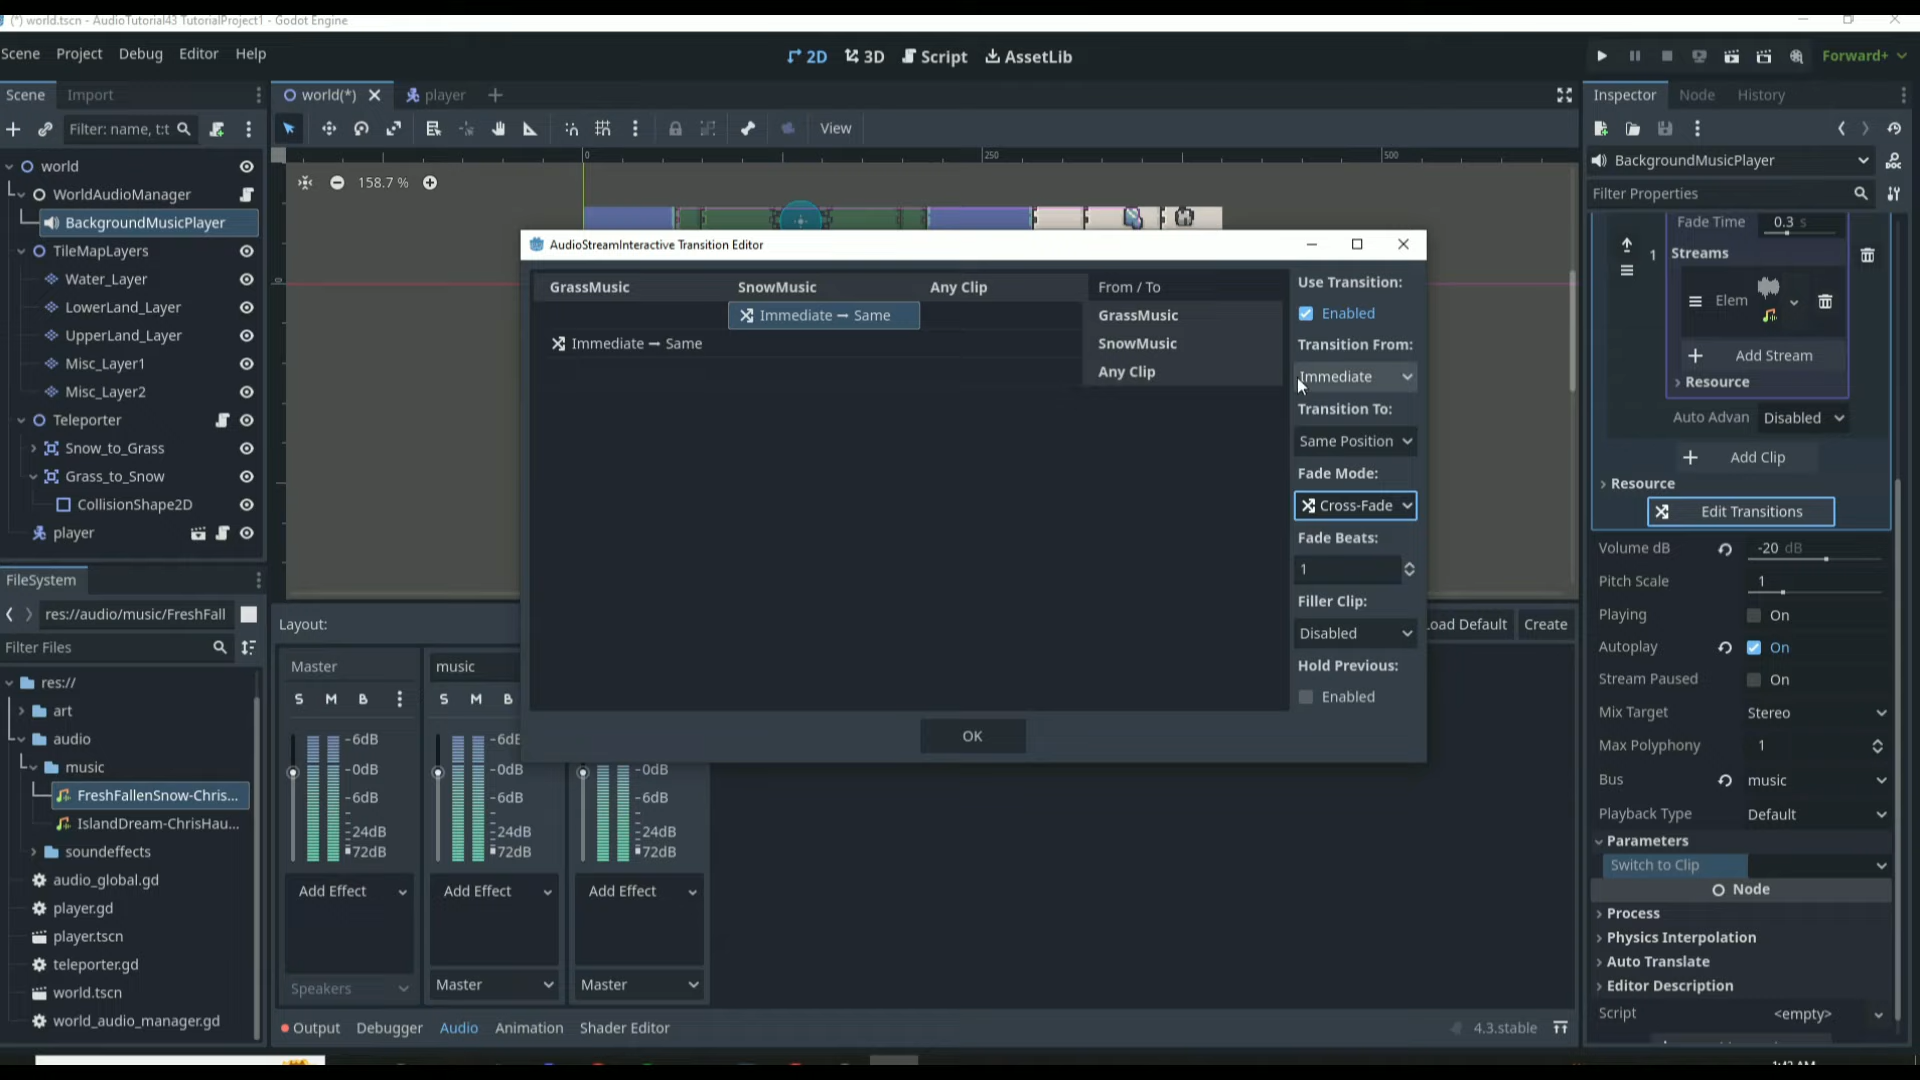 (*) world.tscn - AudioTutorial43 TutorialProject1 - Godot Engine
Scene Project Debug Editor Help
2D 3D Script AssetLib
Forward+
Scene Import
world(*) player
Inspector Node History
Filter: name, t:t
View
BackgroundMusicPlayer
Filter Properties
world
WorldAudioManager
BackgroundMusicPlayer
TileMapLayers
Water_Layer
LowerLand_Layer
UpperLand_Layer
Misc_Layer1
Misc_Layer2
Teleporter
Snow_to_Grass
Grass_to_Snow
CollisionShape2D
player
0 250 500
158.7 %
AudioStreamInteractive Transition Editor
GrassMusic SnowMusic Any Clip From / To
Immediate → Same GrassMusic
Immediate → Same SnowMusic
Any Clip
Use Transition:
Enabled
Transition From:
Immediate
Transition To:
Same Position
Fade Mode:
Cross-Fade
Fade Beats:
1
Filler Clip:
Disabled
Hold Previous:
Enabled
OK
Fade Time 0.3 s
1 Streams
Elem
Add Stream
Resource
Auto Advan Disabled
Add Clip
Resource
Edit Transitions
Volume dB -20 dB
Pitch Scale 1
Playing On
Autoplay On
Stream Paused On
Mix Target Stereo
Max Polyphony 1
Bus music
Playback Type Default
Parameters
Switch to Clip
Node
Process
Physics Interpolation
Auto Translate
Editor Description
Script <empty>
FileSystem
res://audio/music/FreshFall
Filter Files
res://
art
audio
music
FreshFallenSnow-Chris...
IslandDream-ChrisHau...
soundeffects
audio_global.gd
player.gd
player.tscn
teleporter.gd
world.tscn
world_audio_manager.gd
Layout:
Load Default Create
Master music
S M B S M B
-6dB -6dB
-0dB -0dB -0dB
-6dB -6dB -6dB
-24dB -24dB -24dB
-72dB -72dB -72dB
Add Effect Add Effect Add Effect
Speakers Master Master
Output Debugger Audio Animation Shader Editor
4.3.stable